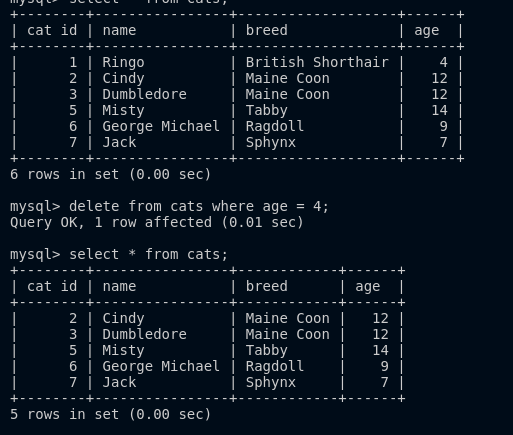 mysql> select * from cats;
+--------+----------------+--------------------+------+
| cat id | name           | breed              | age  |
+--------+----------------+--------------------+------+
|      1 | Ringo          | British Shorthair |    4 |
|      2 | Cindy          | Maine Coon         |   12 |
|      3 | Dumbledore     | Maine Coon         |   12 |
|      5 | Misty          | Tabby              |   14 |
|      6 | George Michael | Ragdoll            |    9 |
|      7 | Jack           | Sphynx             |    7 |
+--------+----------------+--------------------+------+
6 rows in set (0.00 sec)

mysql> delete from cats where age = 4;
Query OK, 1 row affected (0.01 sec)

mysql> select * from cats;
+--------+----------------+------------+------+
| cat id | name           | breed      | age  |
+--------+----------------+------------+------+
|      2 | Cindy          | Maine Coon |   12 |
|      3 | Dumbledore     | Maine Coon |   12 |
|      5 | Misty          | Tabby      |   14 |
|      6 | George Michael | Ragdoll    |    9 |
|      7 | Jack           | Sphynx     |    7 |
+--------+----------------+------------+------+
5 rows in set (0.00 sec)